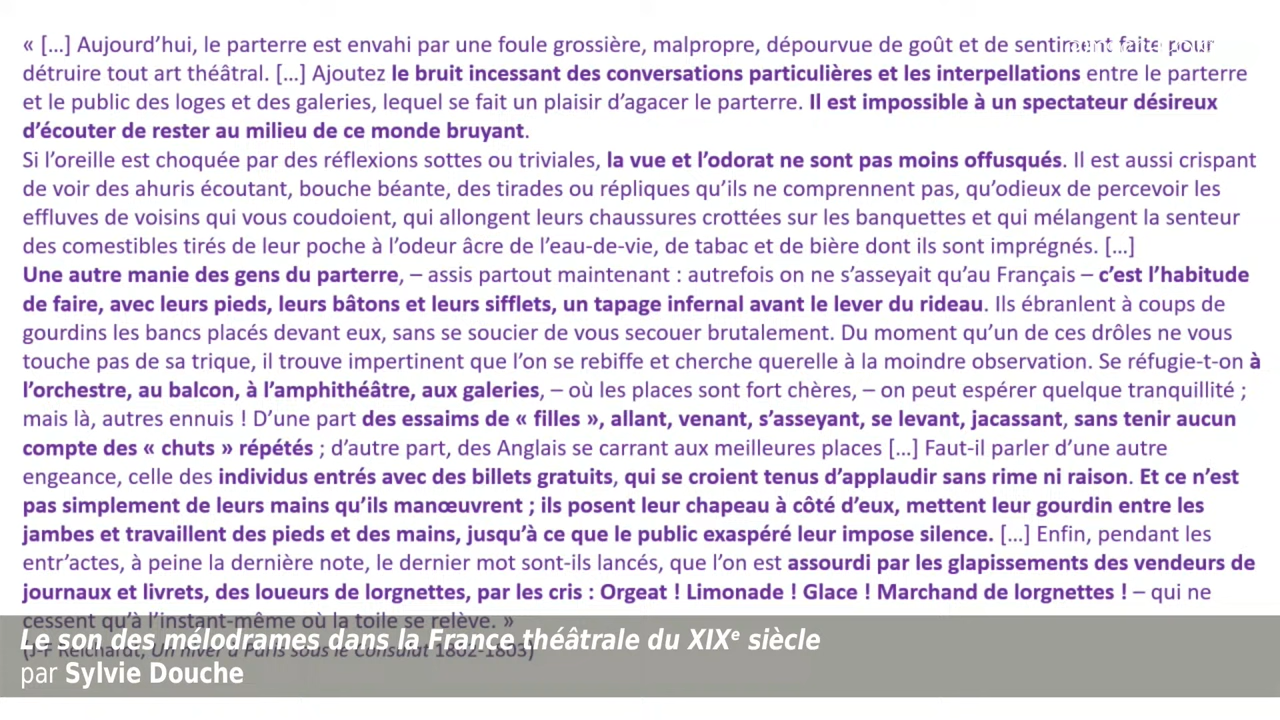 « […] Aujourd’hui, le parterre est envahi par une foule grossière, malpropre, dépourvue de goût et de sentiment fait pour
détruire tout art théâtral. […] Ajoutez le bruit incessant des conversations particulières et les interpellations entre le parterre
et le public des loges et des galeries, lequel se fait un plaisir d’agacer le parterre. Il est impossible à un spectateur désireux
d’écouter de rester au milieu de ce monde bruyant.
Si l’oreille est choquée par des réflexions sottes ou triviales, la vue et l’odorat ne sont pas moins offusqués. Il est aussi crispant
de voir des ahuris écoutant, bouche béante, des tirades ou répliques qu’ils ne comprennent pas, qu’odieux de percevoir les
effluves de voisins qui vous coudoient, qui allongent leurs chaussures crottées sur les banquettes et qui mélangent la senteur
des comestibles tirés de leur poche à l’odeur âcre de l’eau-de-vie, de tabac et de bière dont ils sont imprégnés. […]
Une autre manie des gens du parterre, – assis partout maintenant : autrefois on ne s’asseyait qu’au Français – c’est l’habitude
de faire, avec leurs pieds, leurs bâtons et leurs sifflets, un tapage infernal avant le lever du rideau. Ils ébranlent à coups de
gourdins les bancs placés devant eux, sans se soucier de vous secouer brutalement. Du moment qu’un de ces drôles ne vous
touche pas de sa trique, il trouve impertinent que l’on se rebiffe et cherche querelle à la moindre observation. Se réfugie-t-on à
l’orchestre, au balcon, à l’amphithéâtre, aux galeries, – où les places sont fort chères, – on peut espérer quelque tranquillité ;
mais là, autres ennuis ! D’une part des essaims de « filles », allant, venant, s’asseyant, se levant, jacassant, sans tenir aucun
compte des « chuts » répétés ; d’autre part, des Anglais se carrant aux meilleures places […] Faut-il parler d’une autre
engeance, celle des individus entrés avec des billets gratuits, qui se croient tenus d’applaudir sans rime ni raison. Et ce n’est
pas simplement de leurs mains qu’ils manœuvrent ; ils posent leur chapeau à côté d’eux, mettent leur gourdin entre les
jambes et travaillent des pieds et des mains, jusqu’à ce que le public exaspéré leur impose silence. […] Enfin, pendant les
entr’actes, à peine la dernière note, le dernier mot sont-ils lancés, que l’on est assourdi par les glapissements des vendeurs de
journaux et livrets, des loueurs de lorgnettes, par les cris : Orgeat ! Limonade ! Glace ! Marchand de lorgnettes ! – qui ne
cessent qu’à l’instant-même où la toile se relève. »
(J-F Reichardt, Un hiver à Paris sous le Consulat 1802-1803)
Le son des mélodrames dans la France théâtrale du XIXᵉ siècle
par Sylvie Douche